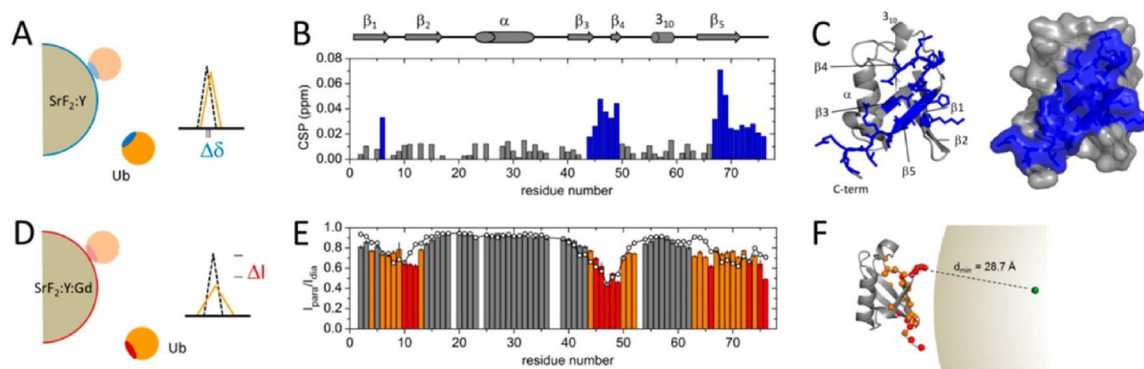 A
SrF2:Y
Ub
Δδ
B
β1 β2 α β3 β4 310 β5
CSP (ppm)
0.08
0.06
0.04
0.02
0.00
0 10 20 30 40 50 60 70
residue number
C
310
β4
α
β3
β1
β2
β5
C-term
D
SrF2:Y:Gd
Ub
ΔI
E
Ipara/Idia
1.0
0.8
0.6
0.4
0.2
0.0
0 10 20 30 40 50 60 70
residue number
F
dmin = 28.7 Å